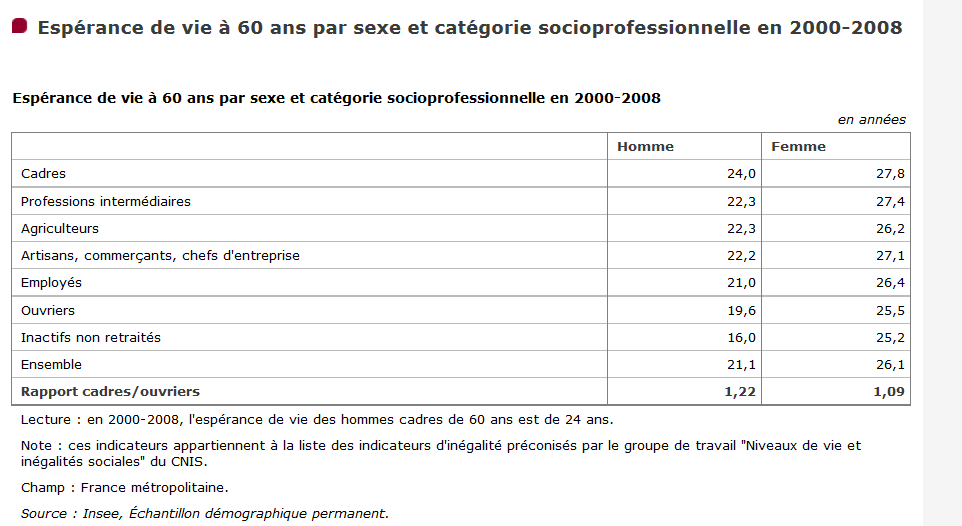 Espérance de vie à 60 ans par sexe et catégorie socioprofessionnelle en 2000-2008
Espérance de vie à 60 ans par sexe et catégorie socioprofessionnelle en 2000-2008
en années
Homme Femme
Cadres 24,0 27,8
Professions intermédiaires 22,3 27,4
Agriculteurs 22,3 26,2
Artisans, commerçants, chefs d'entreprise 22,2 27,1
Employés 21,0 26,4
Ouvriers 19,6 25,5
Inactifs non retraités 16,0 25,2
Ensemble 21,1 26,1
Rapport cadres/ouvriers 1,22 1,09
Lecture : en 2000-2008, l'espérance de vie des hommes cadres de 60 ans est de 24 ans.
Note : ces indicateurs appartiennent à la liste des indicateurs d'inégalité préconisés par le groupe de travail "Niveaux de vie et
inégalités sociales" du CNIS.
Champ : France métropolitaine.
Source : Insee, Échantillon démographique permanent.